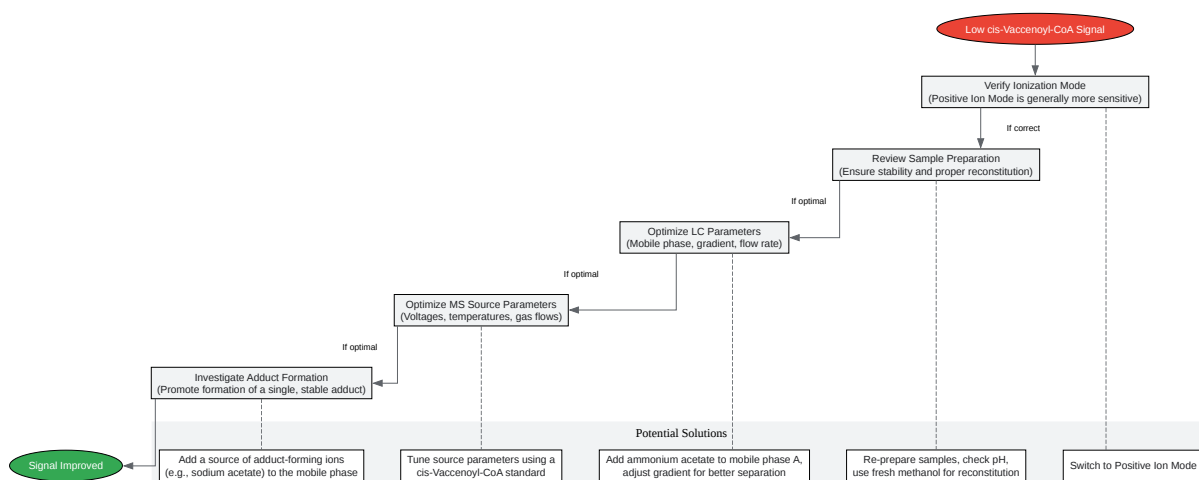 Low cis-Vaccenoyl-CoA Signal
Verify Ionization Mode
(Positive Ion Mode is generally more sensitive)
If correct
Review Sample Preparation
(Ensure stability and proper reconstitution)
If optimal
Optimize LC Parameters
(Mobile phase, gradient, flow rate)
If optimal
Optimize MS Source Parameters
(Voltages, temperatures, gas flows)
If optimal
Investigate Adduct Formation
(Promote formation of a single, stable adduct)
Potential Solutions
Signal Improved
Add a source of adduct-forming ions
(e.g., sodium acetate) to the mobile phase
Tune source parameters using a
cis-Vaccenoyl-CoA standard
Add ammonium acetate to mobile phase A,
adjust gradient for better separation
Re-prepare samples, check pH,
use fresh methanol for reconstitution
Switch to Positive Ion Mode